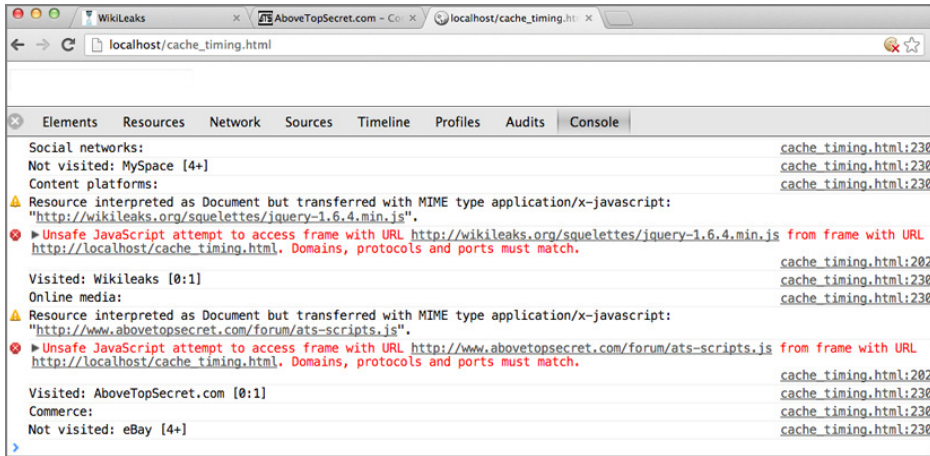 WikiLeaks × AboveTopSecret.com – Co × localhost/cache_timing.ht ×
localhost/cache_timing.html
Elements Resources Network Sources Timeline Profiles Audits Console
Social networks: cache_timing.html:230
Not visited: MySpace [4+] cache_timing.html:230
Content platforms: cache_timing.html:230
Resource interpreted as Document but transferred with MIME type application/x-javascript:
"http://wikileaks.org/squelettes/jquery-1.6.4.min.js".
▶Unsafe JavaScript attempt to access frame with URL http://wikileaks.org/squelettes/jquery-1.6.4.min.js from frame with URL
http://localhost/cache_timing.html. Domains, protocols and ports must match.
cache_timing.html:202
Visited: Wikileaks [0:1] cache_timing.html:230
Online media: cache_timing.html:230
Resource interpreted as Document but transferred with MIME type application/x-javascript:
"http://www.abovetopsecret.com/forum/ats-scripts.js".
▶Unsafe JavaScript attempt to access frame with URL http://www.abovetopsecret.com/forum/ats-scripts.js from frame with URL
http://localhost/cache_timing.html. Domains, protocols and ports must match.
cache_timing.html:202
Visited: AboveTopSecret.com [0:1] cache_timing.html:230
Commerce: cache_timing.html:230
Not visited: eBay [4+] cache_timing.html:230